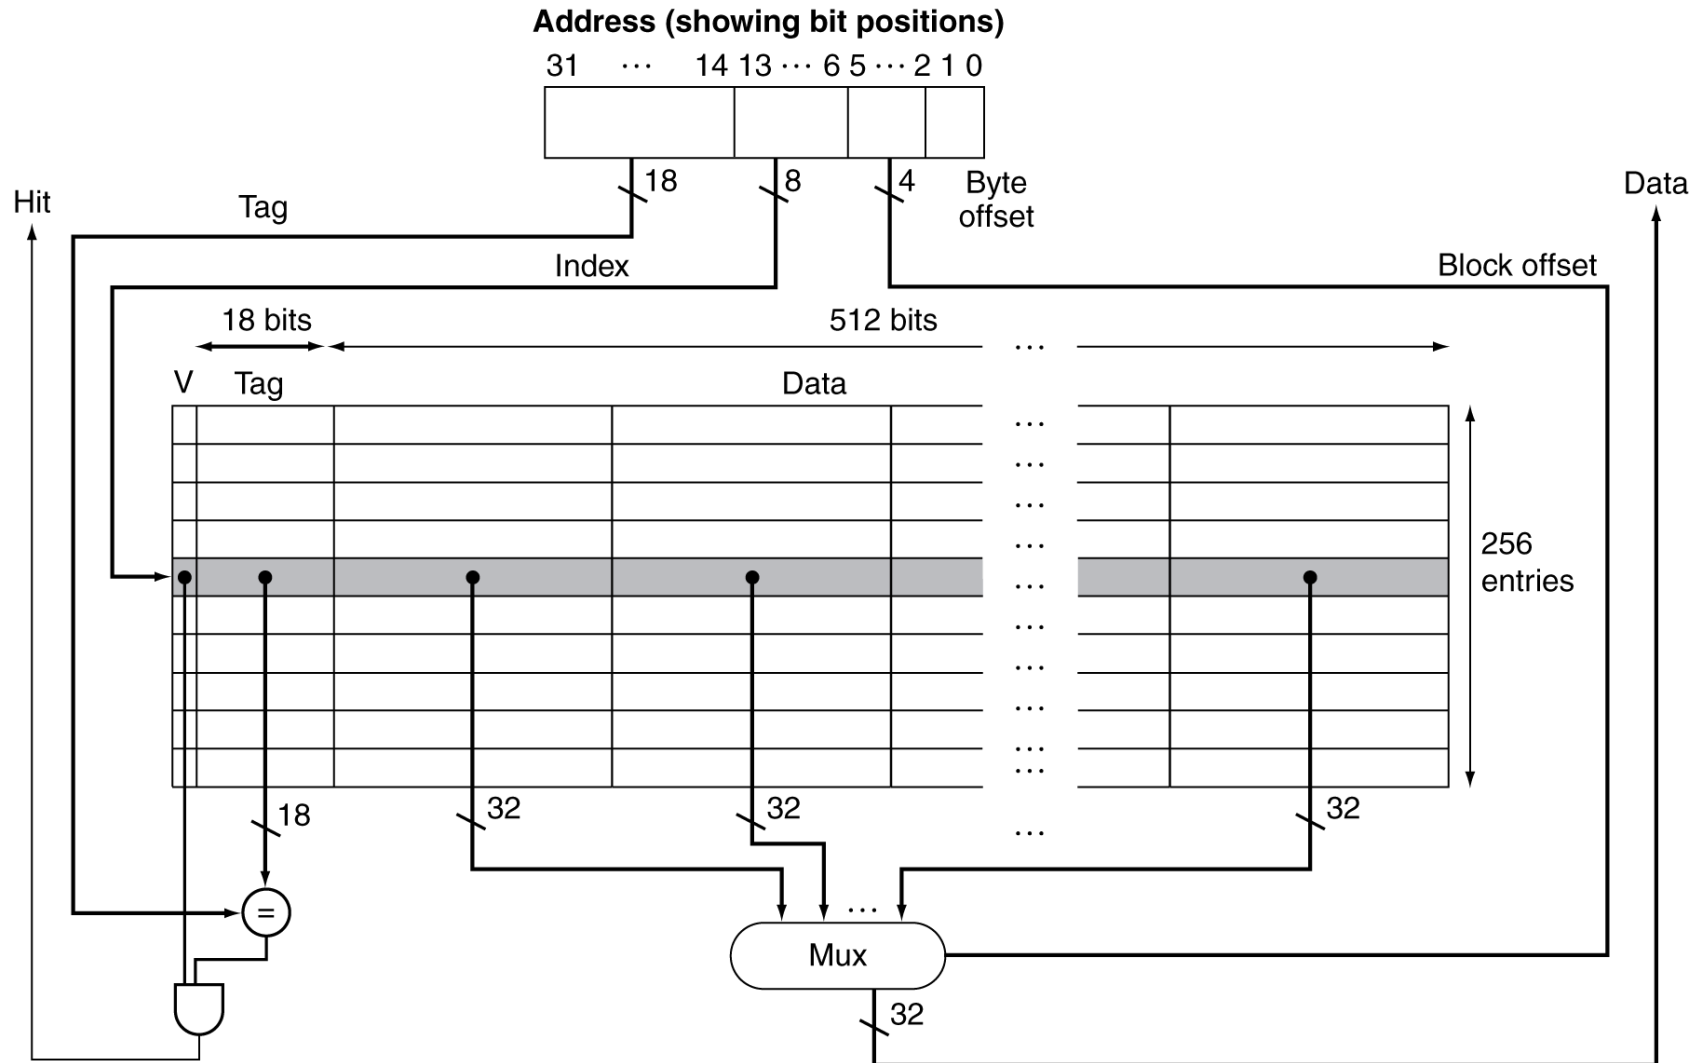 Address (showing bit positions)
31 ··· 14 13 ··· 6 5 ··· 2 1 0
18
8
4
Byte
offset
Hit
Tag
Data
Index
Block offset
18 bits
512 bits
···
V
Tag
Data
···
···
···
···
···
···
···
···
···
···
256
entries
18
32
32
···
32
=
···
Mux
32